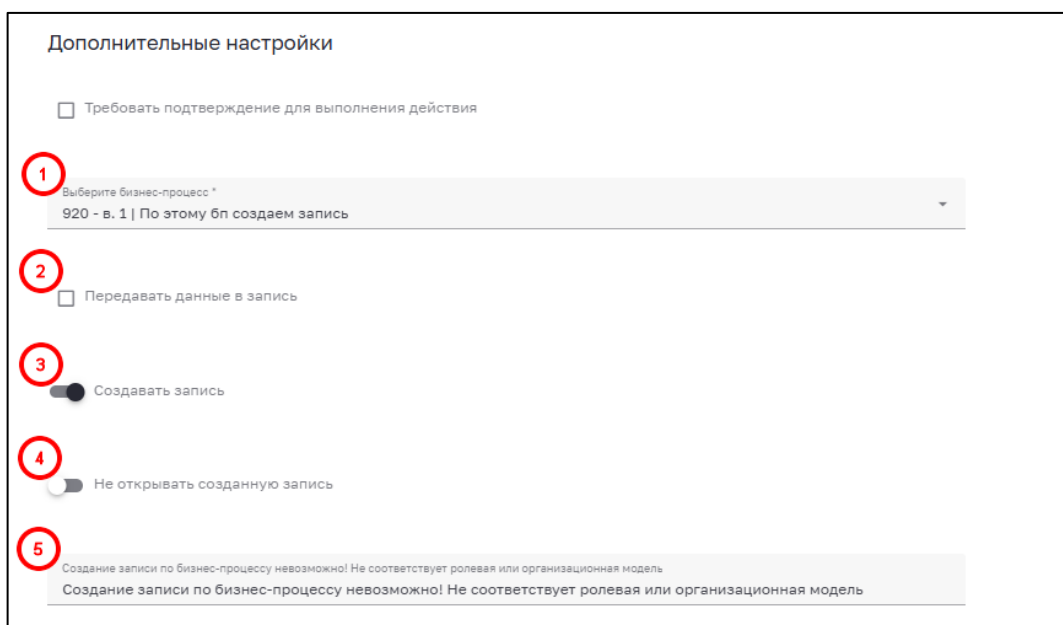 Дополнительные настройки
Требовать подтверждение для выполнения действия
1
Выберите бизнес-процесс *
920 - в. 1 | По этому бп создаем запись
2
Передавать данные в запись
3
Создавать запись
4
Не открывать созданную запись
5
Создание записи по бизнес-процессу невозможно! Не соответствует ролевая или организационная модель
Создание записи по бизнес-процессу невозможно! Не соответствует ролевая или организационная модель